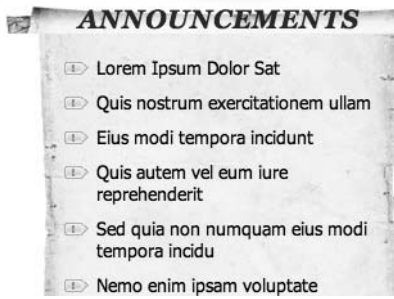 ANNOUNCEMENTS
Lorem Ipsum Dolor Sat
Quis nostrum exercitationem ullam
Eius modi tempora incidunt
Quis autem vel eum iure
reprehenderit
Sed quia non numquam eius modi
tempora incidu
Nemo enim ipsam voluptate